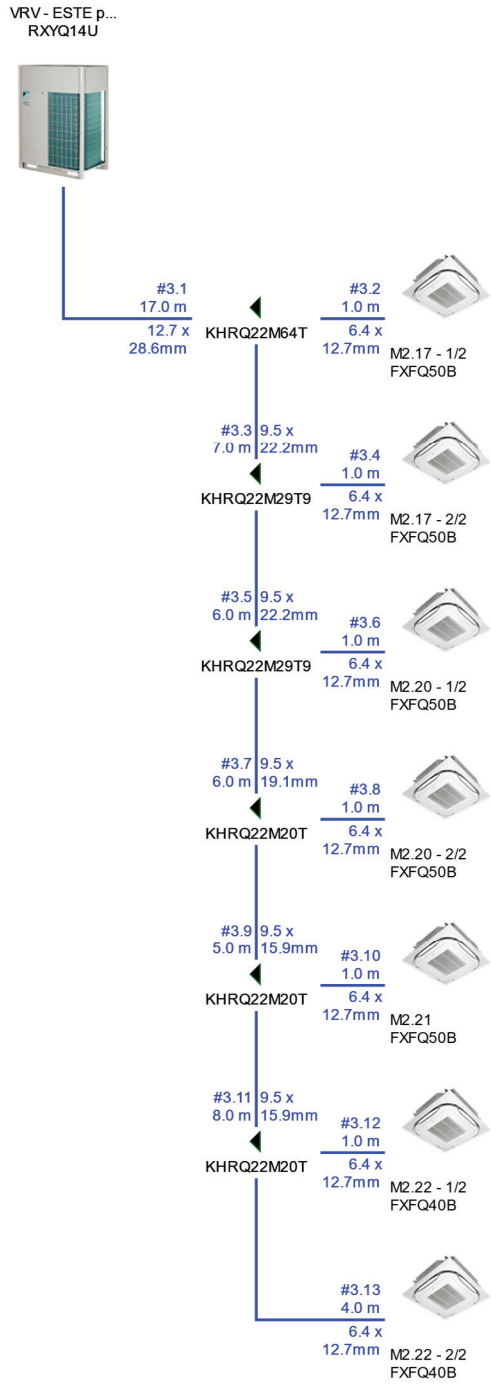 VRV - ESTE p...
RXYQ14U
#3.1
17.0 m
12.7 x
28.6mm
KHRQ22M64T
#3.2
1.0 m
6.4 x
12.7mm
M2.17 - 1/2
FXFQ50B
#3.3 9.5 x
7.0 m 22.2mm
KHRQ22M29T9
#3.4
1.0 m
6.4 x
12.7mm
M2.17 - 2/2
FXFQ50B
#3.5 9.5 x
6.0 m 22.2mm
KHRQ22M29T9
#3.6
1.0 m
6.4 x
12.7mm
M2.20 - 1/2
FXFQ50B
#3.7 9.5 x
6.0 m 19.1mm
KHRQ22M20T
#3.8
1.0 m
6.4 x
12.7mm
M2.20 - 2/2
FXFQ50B
#3.9 9.5 x
5.0 m 15.9mm
KHRQ22M20T
#3.10
1.0 m
6.4 x
12.7mm
M2.21
FXFQ50B
#3.11 9.5 x
8.0 m 15.9mm
KHRQ22M20T
#3.12
1.0 m
6.4 x
12.7mm
M2.22 - 1/2
FXFQ40B
#3.13
4.0 m
6.4 x
12.7mm
M2.22 - 2/2
FXFQ40B